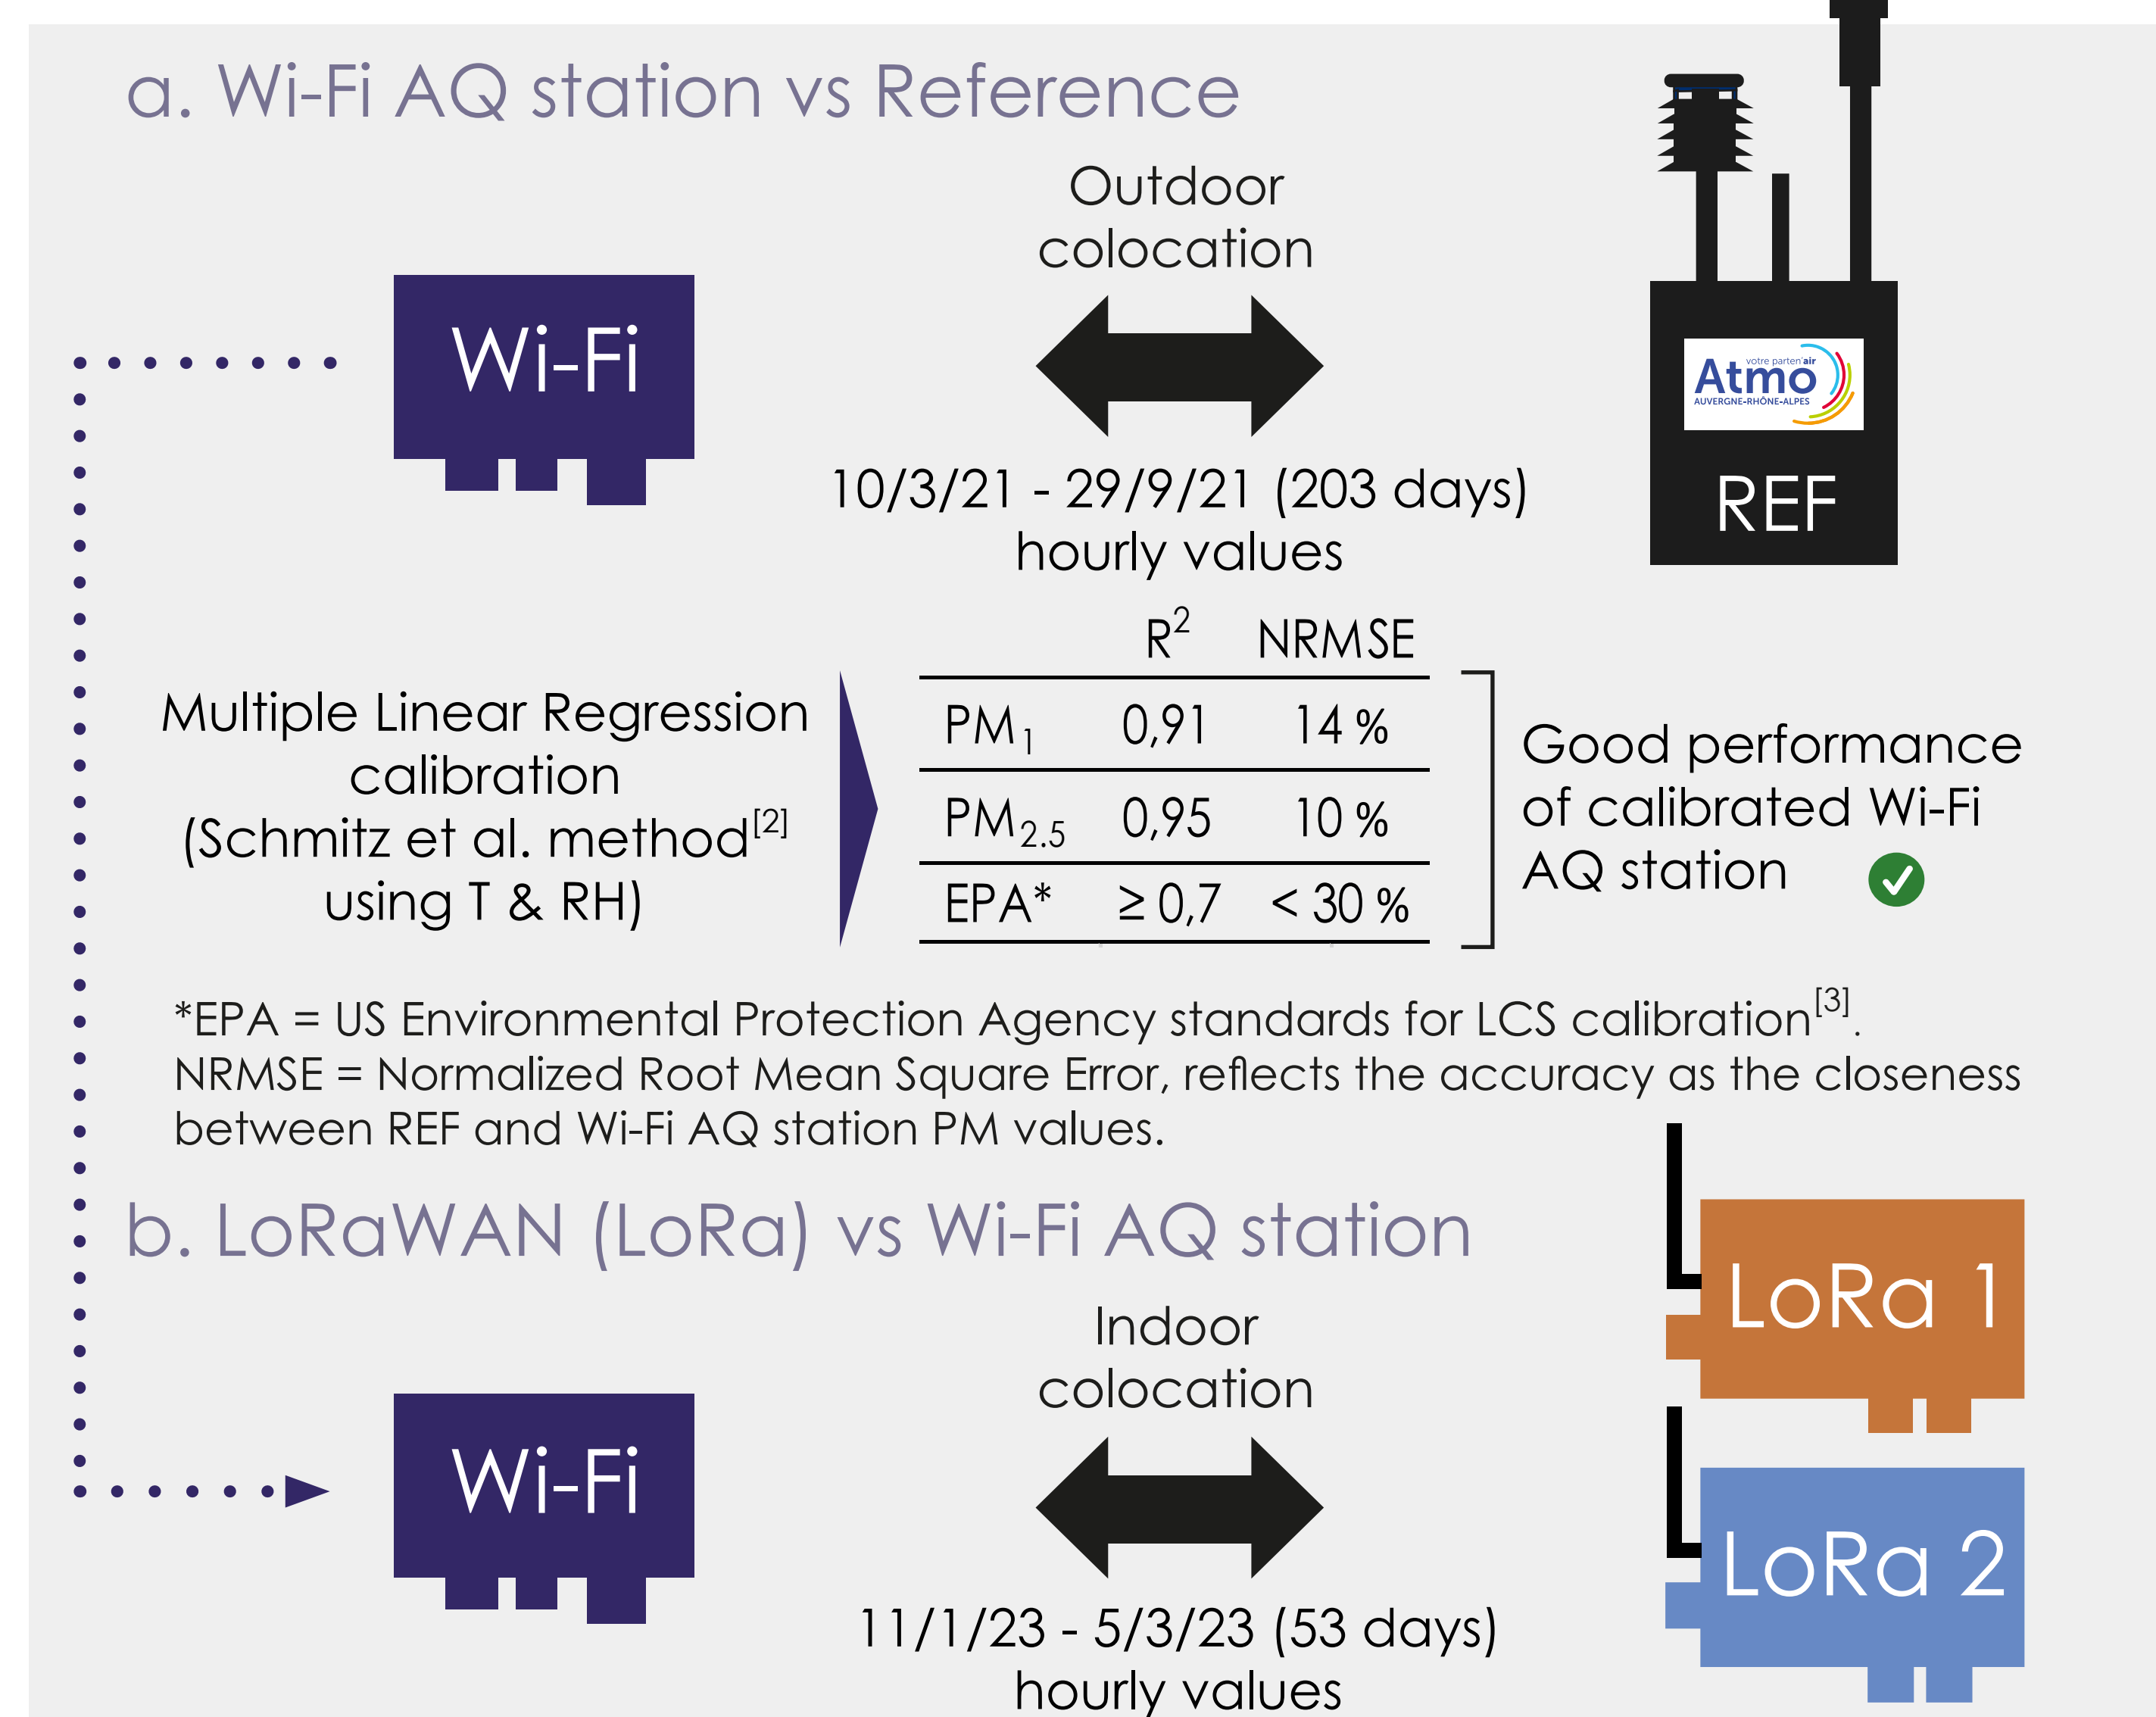 a. Wi-Fi AQ station vs Reference
Outdoor
colocation
Wi-Fi
votre parten'air
Atmo
AUVERGNE-RHÔNE-ALPES
REF
10/3/21 - 29/9/21 (203 days)
hourly values
Multiple Linear Regression
calibration
(Schmitz et al. method[2]
using T & RH)
R² NRMSE
PM1 0,91 14 %
PM2.5 0,95 10 %
EPA* ≥ 0,7 < 30 %
Good performance
of calibrated Wi-Fi
AQ station
*EPA = US Environmental Protection Agency standards for LCS calibration[3].
NRMSE = Normalized Root Mean Square Error, reflects the accuracy as the closeness
between REF and Wi-Fi AQ station PM values.
b. LoRaWAN (LoRa) vs Wi-Fi AQ station
Indoor
colocation
Wi-Fi
LoRa 1
LoRa 2
11/1/23 - 5/3/23 (53 days)
hourly values